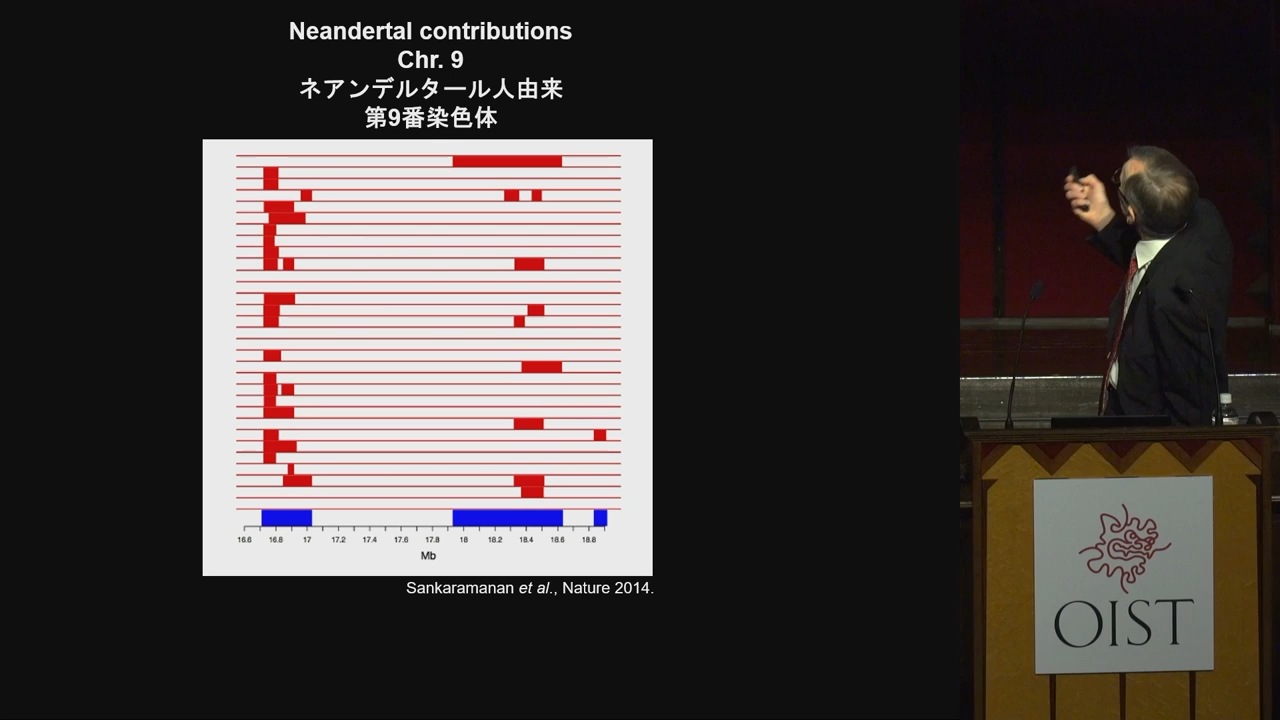 Neandertal contributions
Chr. 9
ネアンデルタール人由来
第9番染色体
16.6 16.8 17 17.2 17.4 17.6 17.8 18 18.2 18.4 18.6 18.8
Mb
Sankaramanan et al., Nature 2014.
OIST